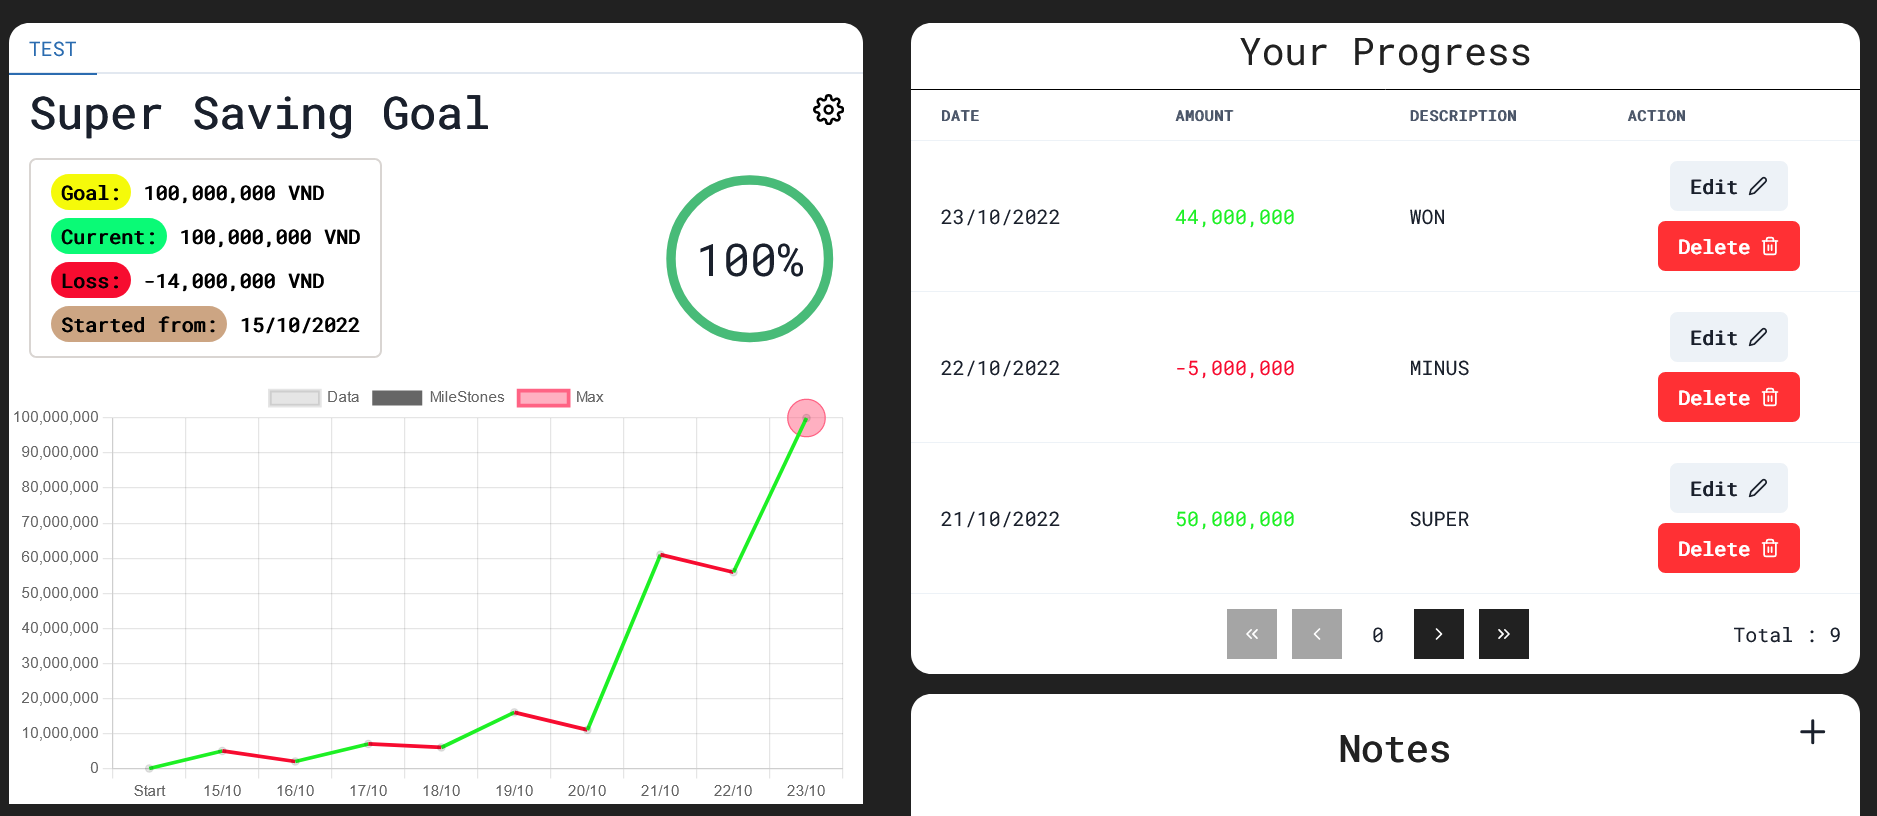 TEST
Super Saving Goal
Goal: 100,000,000 VND
Current: 100,000,000 VND
Loss: -14,000,000 VND
Started from: 15/10/2022
100%
Data MileStones Max
100,000,000
90,000,000
80,000,000
70,000,000
60,000,000
50,000,000
40,000,000
30,000,000
20,000,000
10,000,000
0
Start 15/10 16/10 17/10 18/10 19/10 20/10 21/10 22/10 23/10
Your Progress
DATE AMOUNT DESCRIPTION ACTION
23/10/2022 44,000,000 WON Edit
Delete
22/10/2022 -5,000,000 MINUS Edit
Delete
21/10/2022 50,000,000 SUPER Edit
Delete
« ‹ 0 › » Total : 9
Notes +